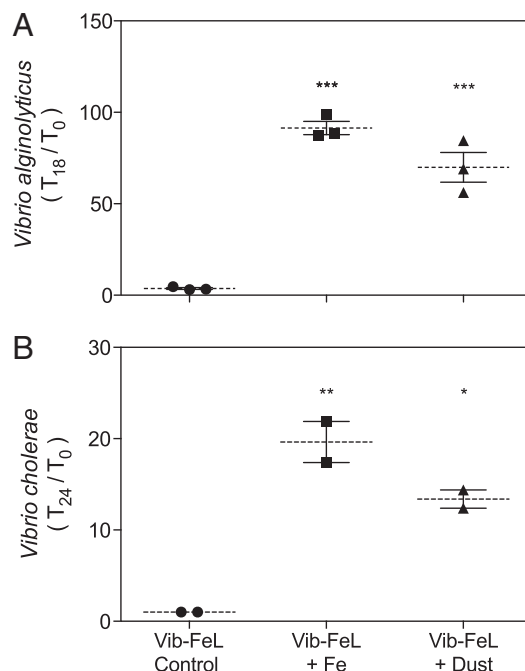 A
150
*** ***
100
50
0
Vibrio alginolyticus
( T18 / T0 )
B
30
** *
20
10
0
Vibrio cholerae
( T24 / T0 )
Vib-FeL Vib-FeL Vib-FeL
Control + Fe + Dust